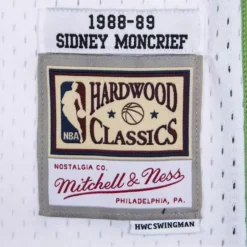 1988-89
SIDNEY MONCRIEF
HARDWOOD
NBA
CLASSICS
NOSTALGIA CO.
Mitchell & Ness
PHILADELPHIA, PA.
HWC SWINGMAN